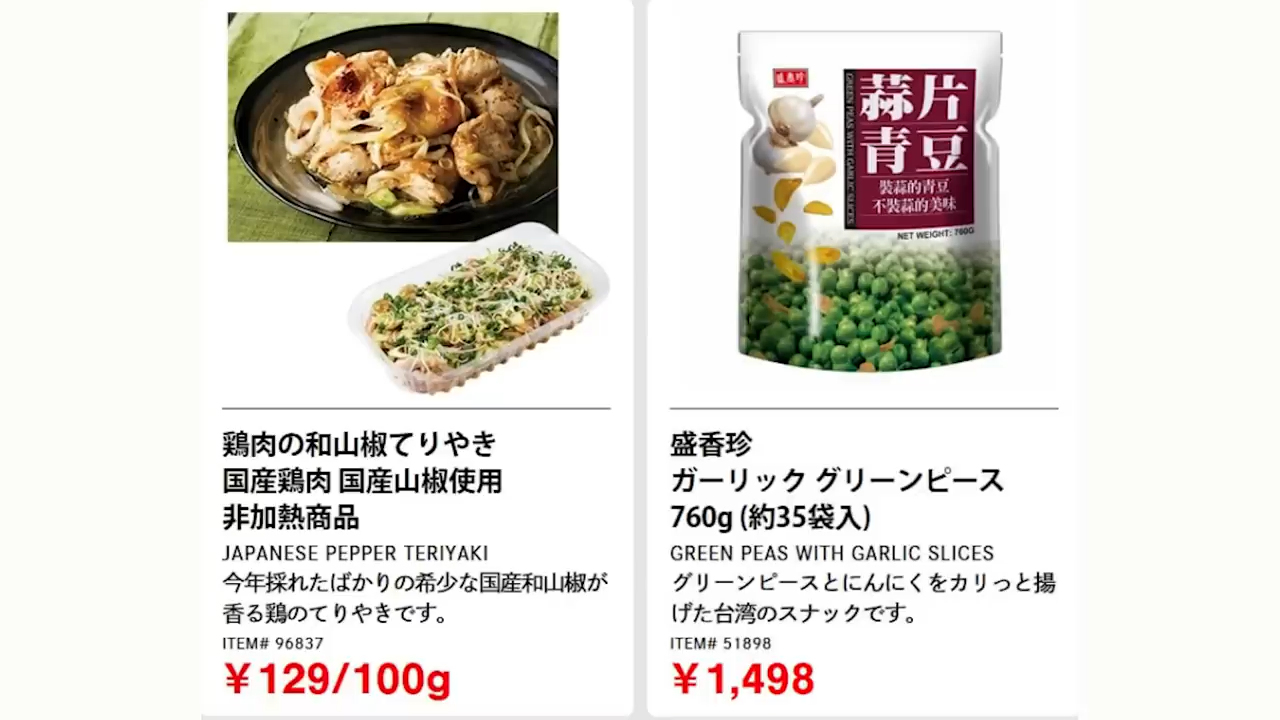 鶏肉の和山椒てりやき
国産鶏肉 国産山椒使用
非加熱商品
JAPANESE PEPPER TERIYAKI
今年採れたばかりの希少な国産和山椒が
香る鶏のてりやきです。
ITEM# 96837
¥129/100g
盛香珍
蒜片
青豆
GREEN PEAS WITH GARLIC SLICES
裝蒜的青豆
不裝蒜的美味
NET WEIGHT: 760G
盛香珍
ガーリック グリーンピース
760g (約35袋入)
GREEN PEAS WITH GARLIC SLICES
グリーンピースとにんにくをカリっと揚
げた台湾のスナックです。
ITEM# 51898
¥1,498